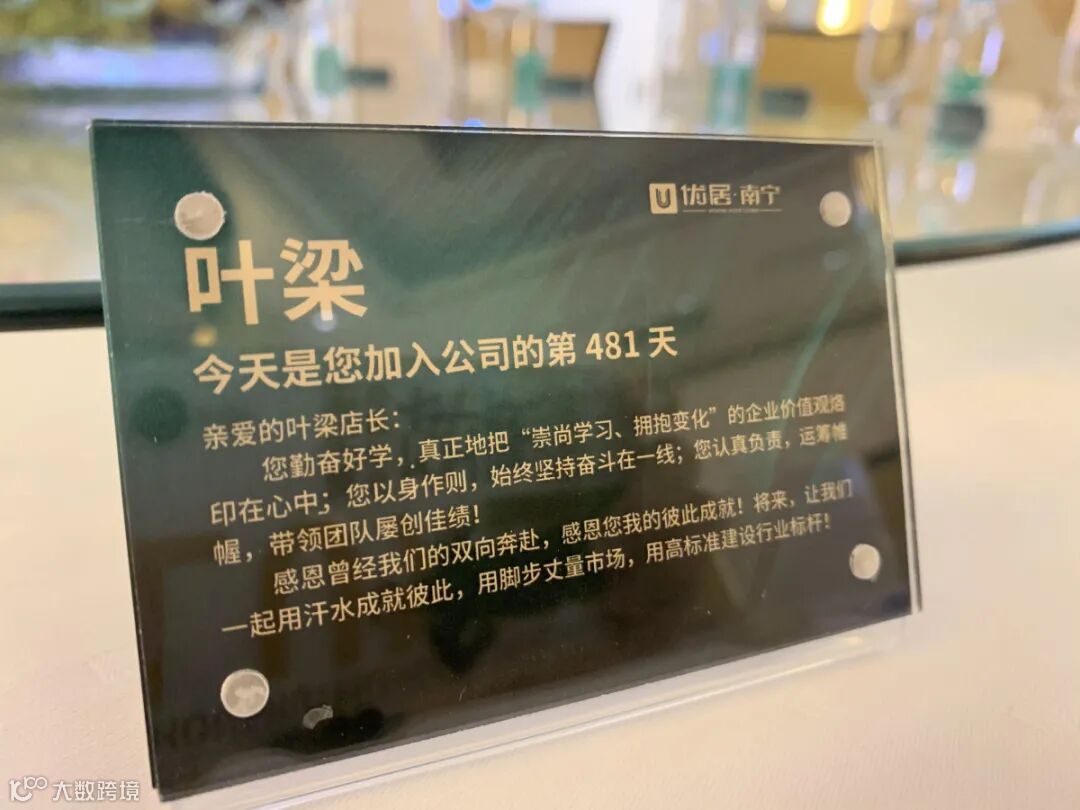 U 优居·南宁
叶梁
今天是您加入公司的第 481 天
亲爱的叶梁店长：
您勤奋好学，真正地把“崇尚学习、拥抱变化”的企业价值观烙
印在心中；您以身作则，始终坚持奋斗在一线；您认真负责，运筹帷
幄，带领团队屡创佳绩！
感恩曾经我们的双向奔赴，感恩您我的彼此成就！将来，让我们
一起用汗水成就彼此，用脚步丈量市场，用高标准建设行业标杆！
大数跨境